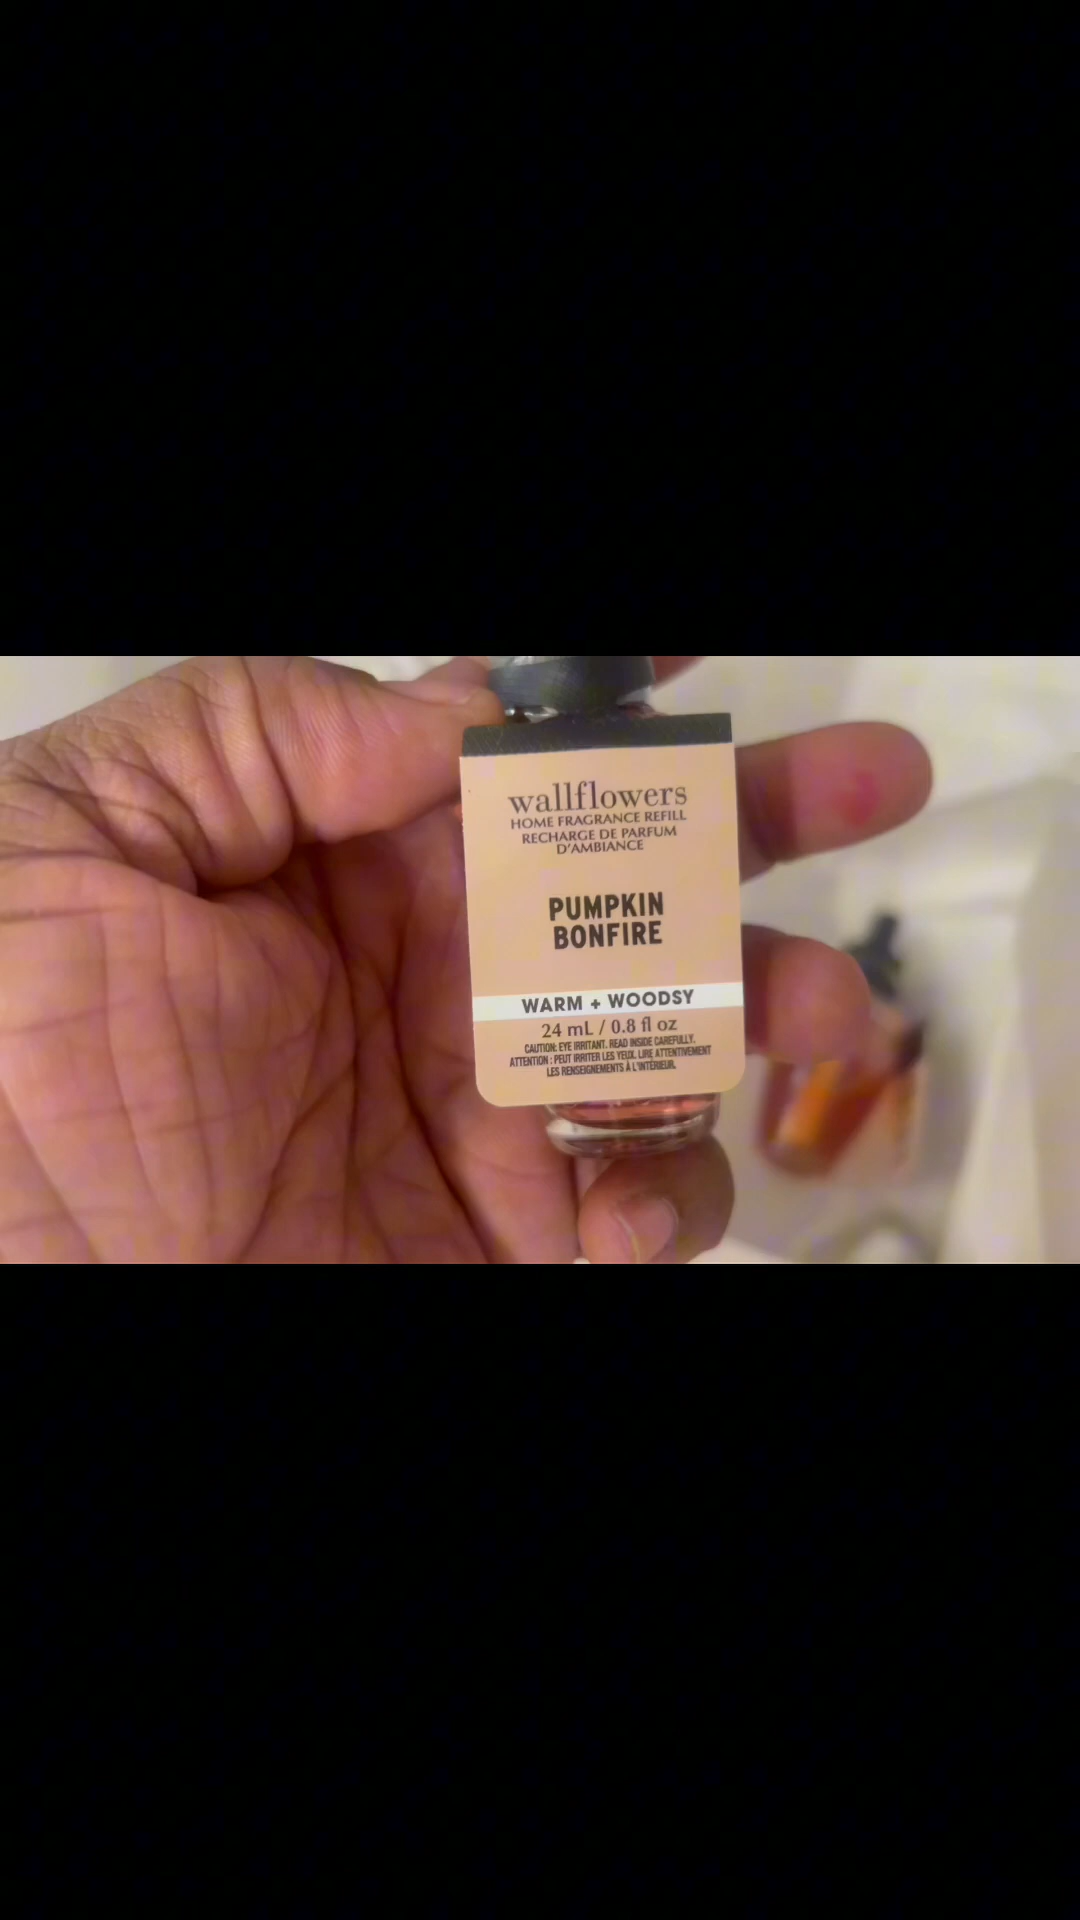 wallflowers
HOME FRAGRANCE REFILL
RECHARGE DE PARFUM
D'AMBIANCE
PUMPKIN
BONFIRE
WARM + WOODSY
24 mL / 0.8 fl oz
CAUTION: EYE IRRITANT. READ INSIDE CAREFULLY.
ATTENTION : PEUT IRRITER LES YEUX. LIRE ATTENTIVEMENT
LES RENSEIGNEMENTS À L'INTÉRIEUR.